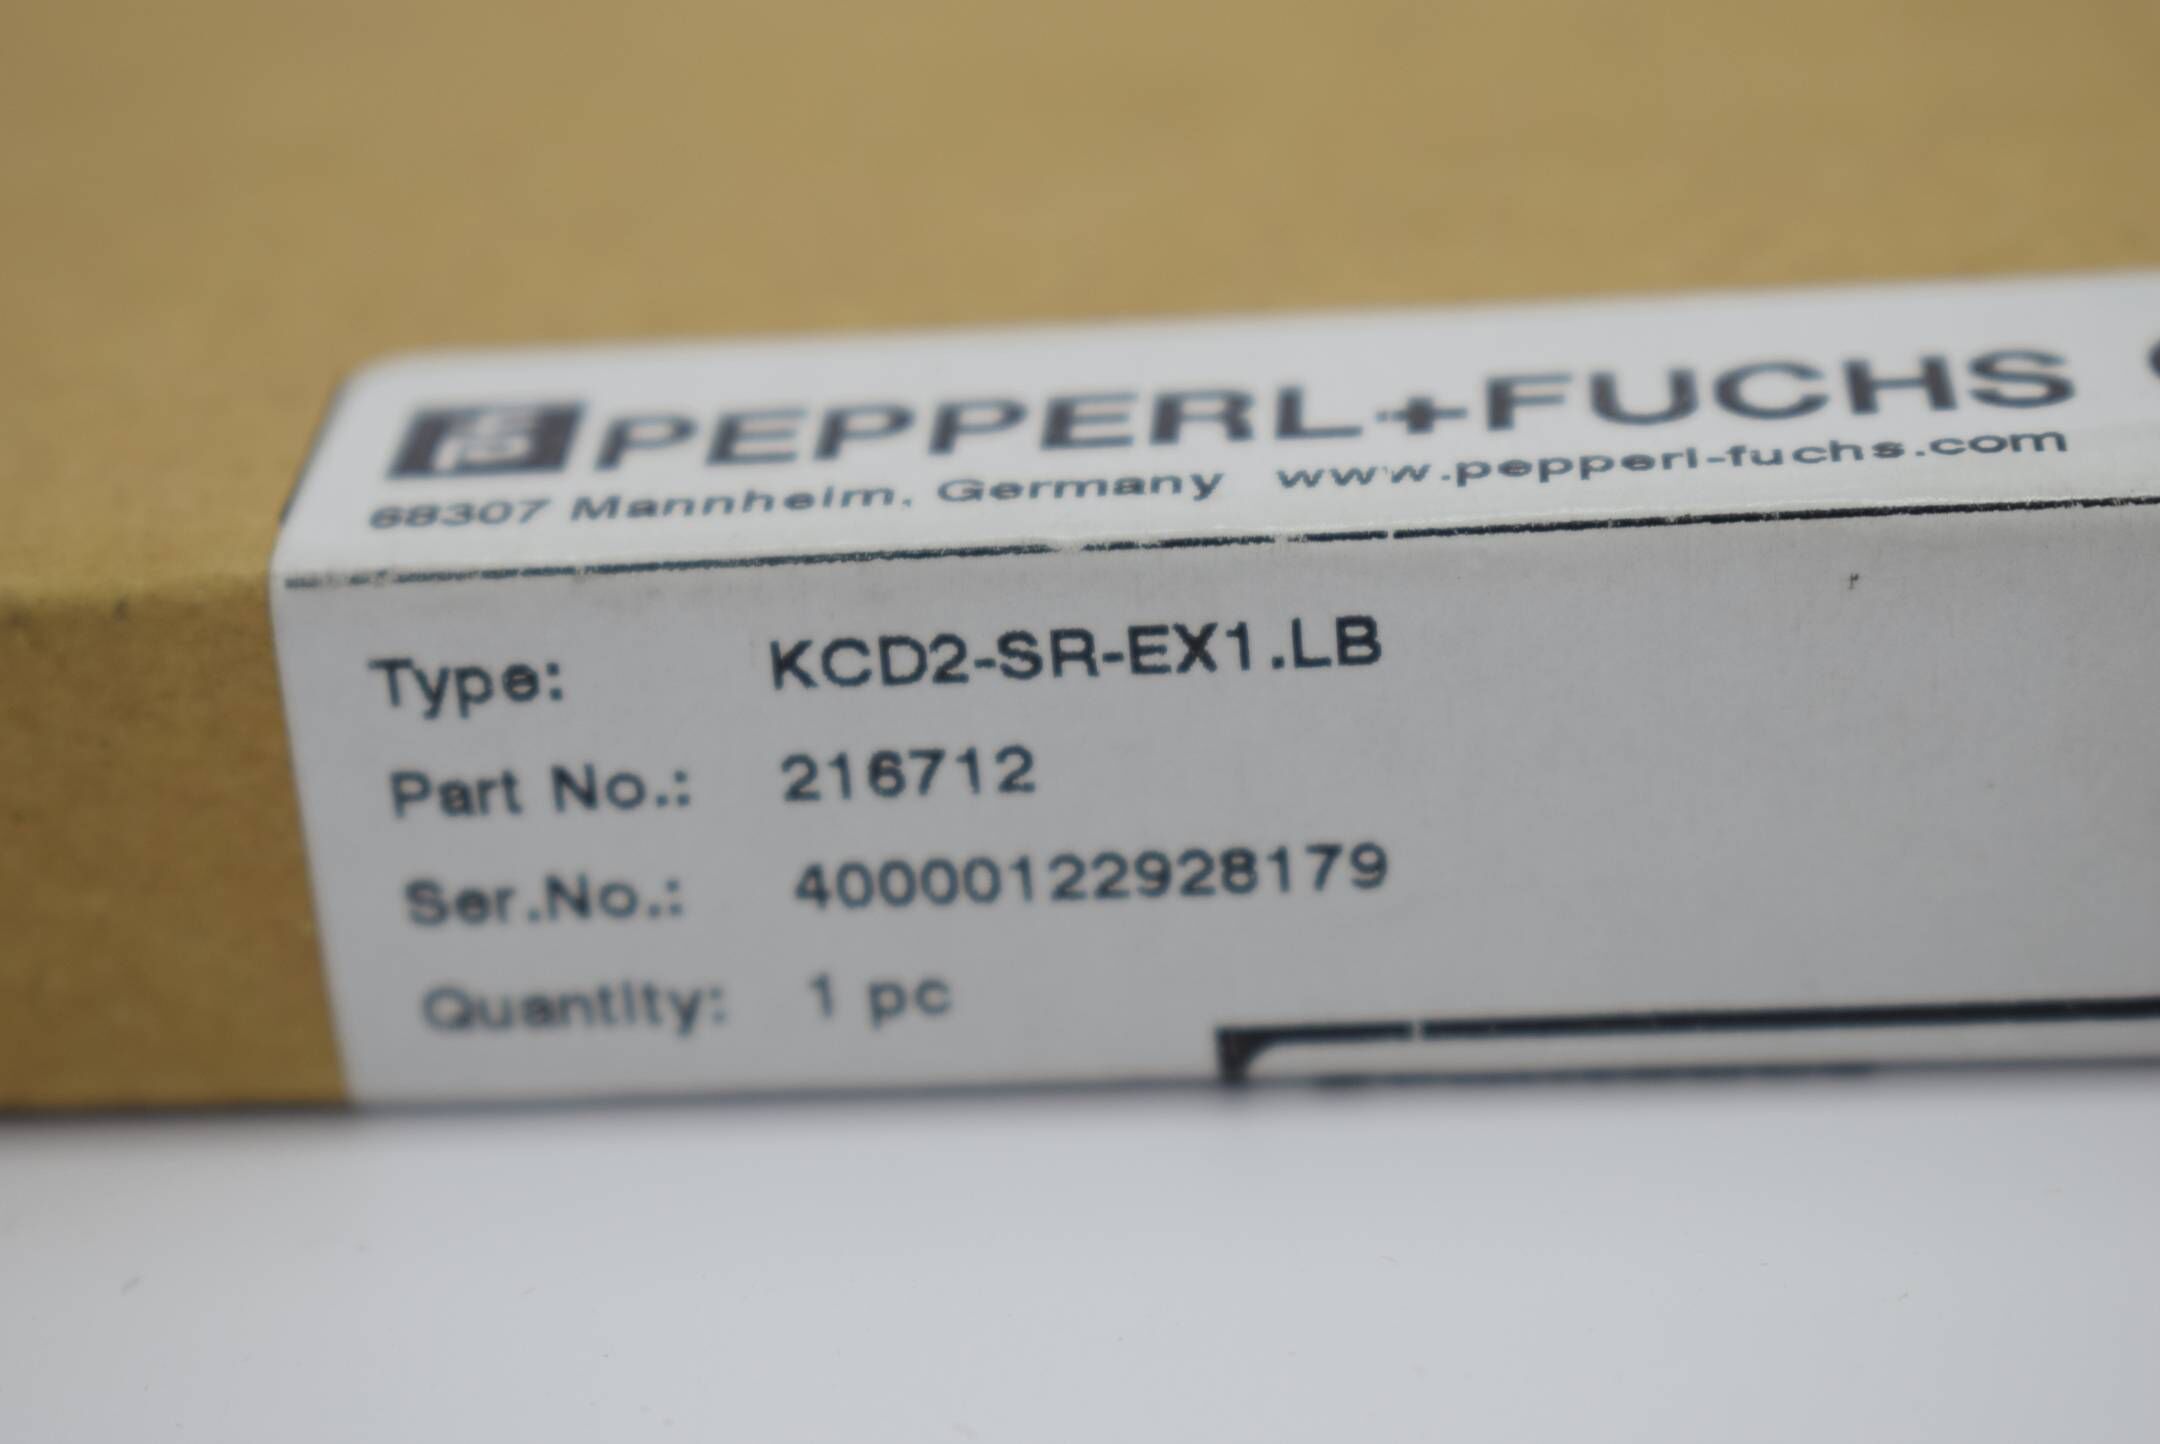 PEPPERL+FUCHS
68307 Mannheim, Germany www.pepperl-fuchs.com
Type: KCD2-SR-EX1.LB
Part No.: 216712
Ser.No.: 40000122928179
Quantity: 1 pc